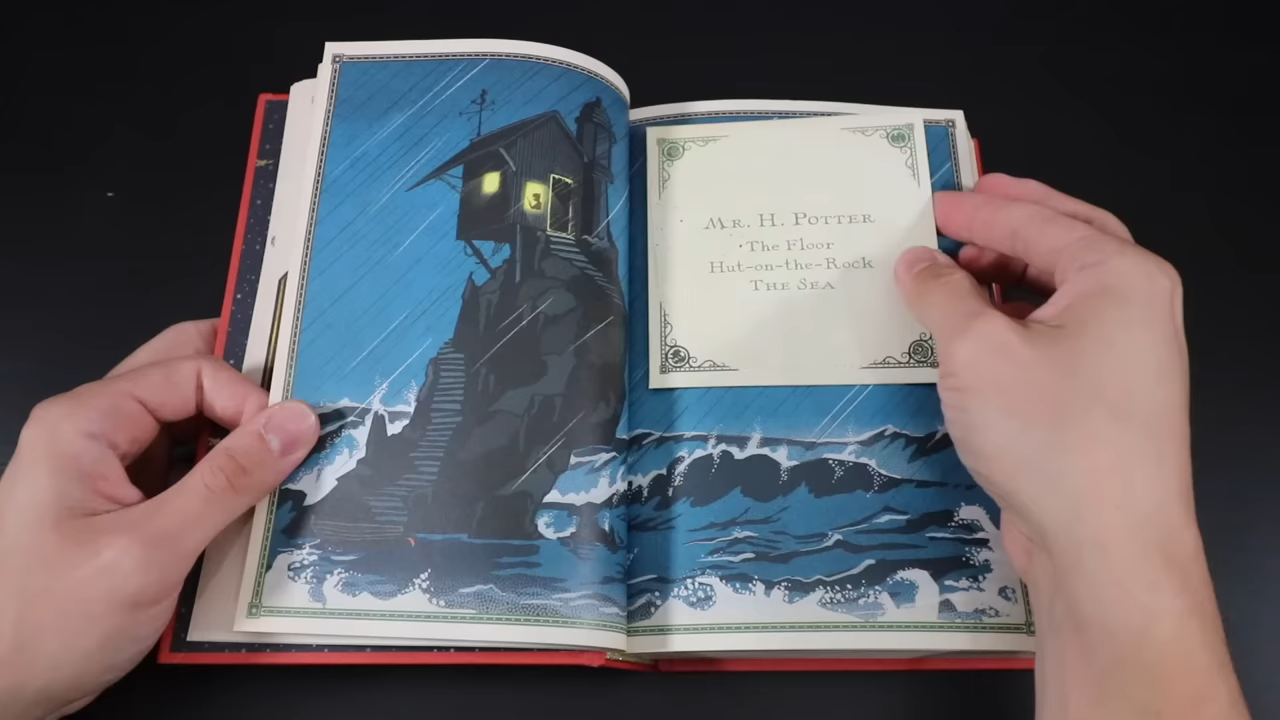 Mr. H. Potter
The Floor
Hut-on-the-Rock
The Sea